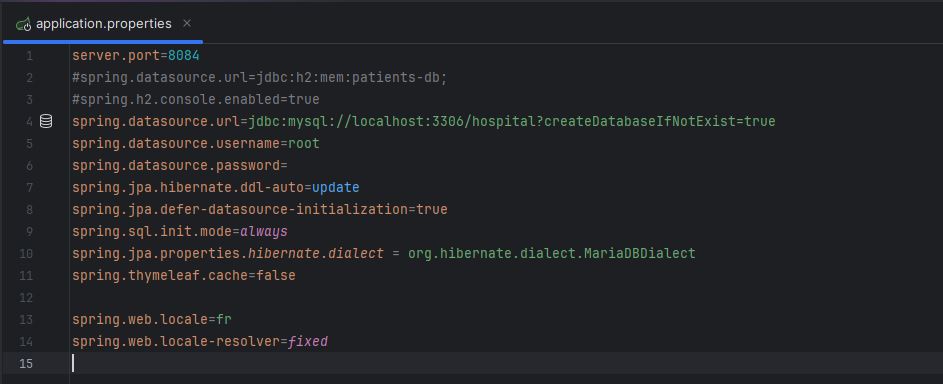 application.properties
1 server.port=8084
2 #spring.datasource.url=jdbc:h2:mem:patients-db;
3 #spring.h2.console.enabled=true
4 spring.datasource.url=jdbc:mysql://localhost:3306/hospital?createDatabaseIfNotExist=true
5 spring.datasource.username=root
6 spring.datasource.password=
7 spring.jpa.hibernate.ddl-auto=update
8 spring.jpa.defer-datasource-initialization=true
9 spring.sql.init.mode=always
10 spring.jpa.properties.hibernate.dialect = org.hibernate.dialect.MariaDBDialect
11 spring.thymeleaf.cache=false
12
13 spring.web.locale=fr
14 spring.web.locale-resolver=fixed
15